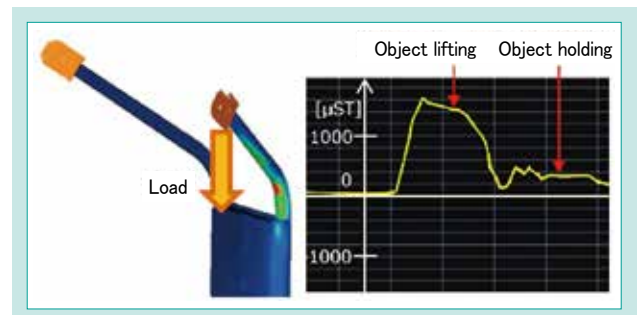 Object lifting Object holding
[μST]
1000
0
-1000
Load